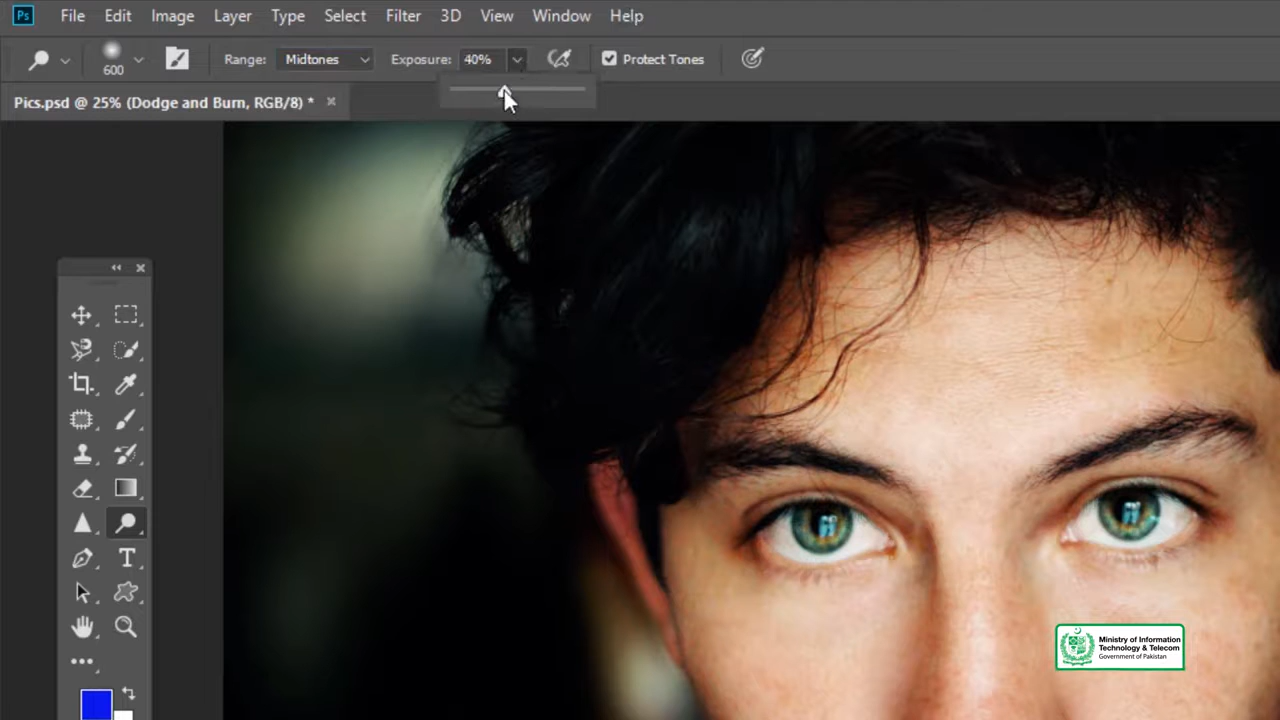 Ps File Edit Image Layer Type Select Filter 3D View Window Help
600 Range: Midtones Exposure: 40% Protect Tones
Pics.psd @ 25% (Dodge and Burn, RGB/8) * ×
T
Ministry of Information
Technology & Telecom
Government of Pakistan